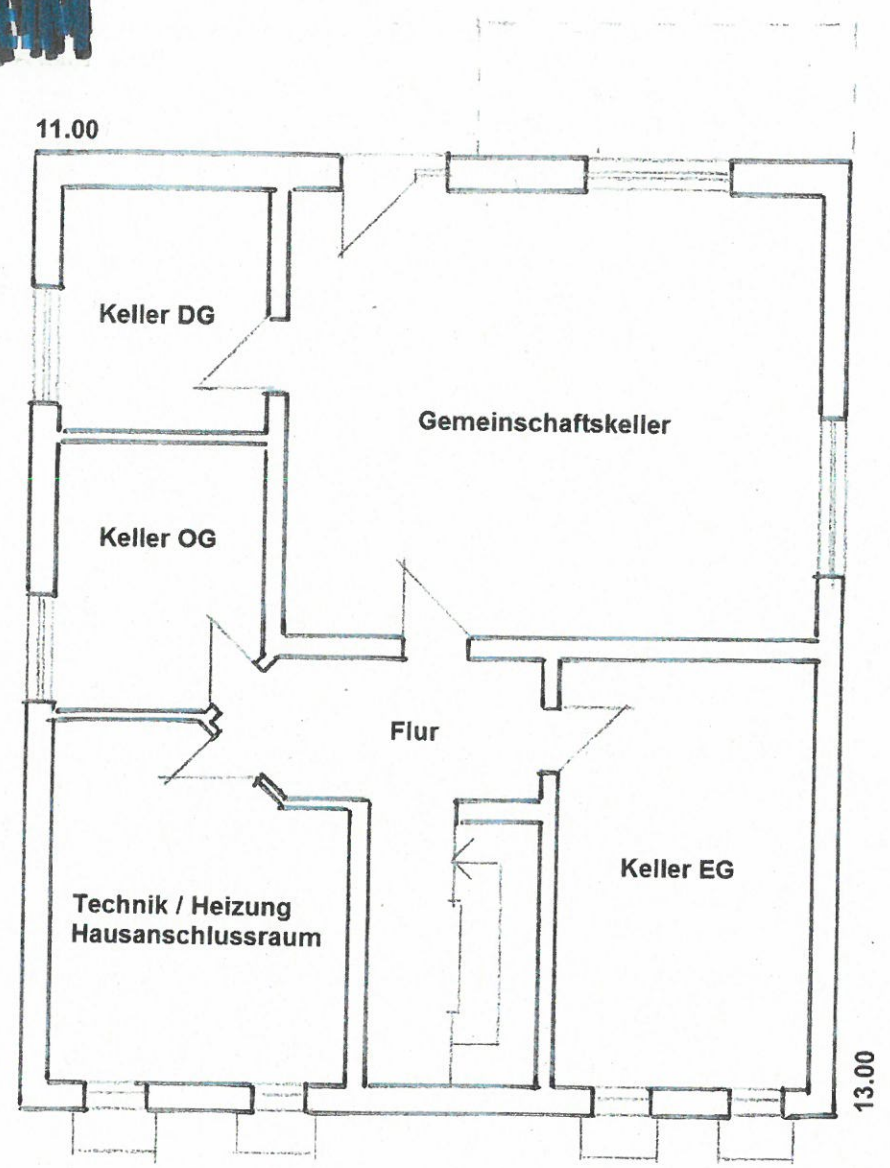 11.00
Keller DG
Gemeinschaftskeller
Keller OG
Flur
Keller EG
Technik / Heizung
Hausanschlussraum
13.00